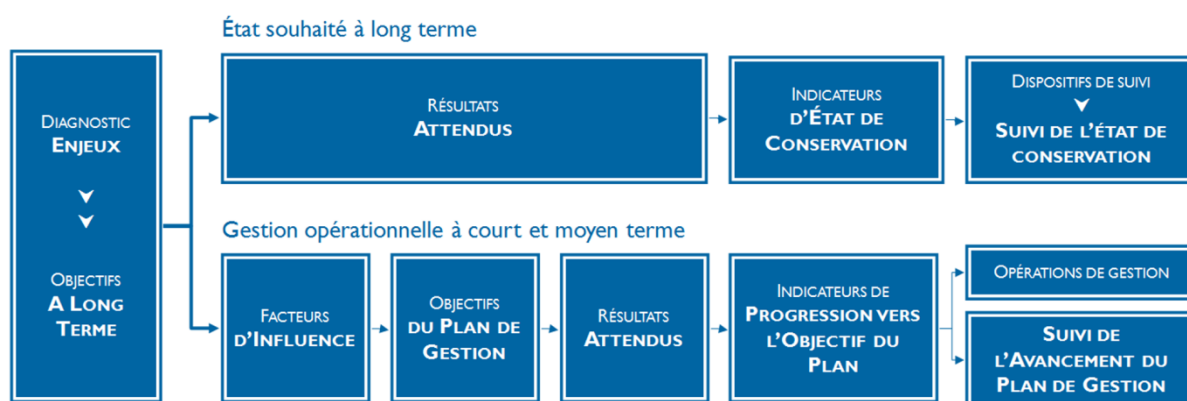 État souhaité à long terme
DIAGNOSTIC
ENJEUX
OBJECTIFS
A LONG
TERME
RÉSULTATS
ATTENDUS
INDICATEURS
D'ÉTAT DE
CONSERVATION
DISPOSITIFS DE SUIVI
SUIVI DE L'ÉTAT DE
CONSERVATION
Gestion opérationnelle à court et moyen terme
FACTEURS
D'INFLUENCE
OBJECTIFS
DU PLAN DE
GESTION
RÉSULTATS
ATTENDUS
INDICATEURS DE
PROGRESSION VERS
L'OBJECTIF DU
PLAN
OPÉRATIONS DE GESTION
SUIVI DE
L'AVANCEMENT DU
PLAN DE GESTION